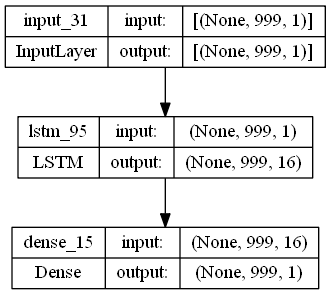 input_31 input: [(None, 999, 1)]
InputLayer output: [(None, 999, 1)]
lstm_95 input: (None, 999, 1)
LSTM output: (None, 999, 16)
dense_15 input: (None, 999, 16)
Dense output: (None, 999, 1)